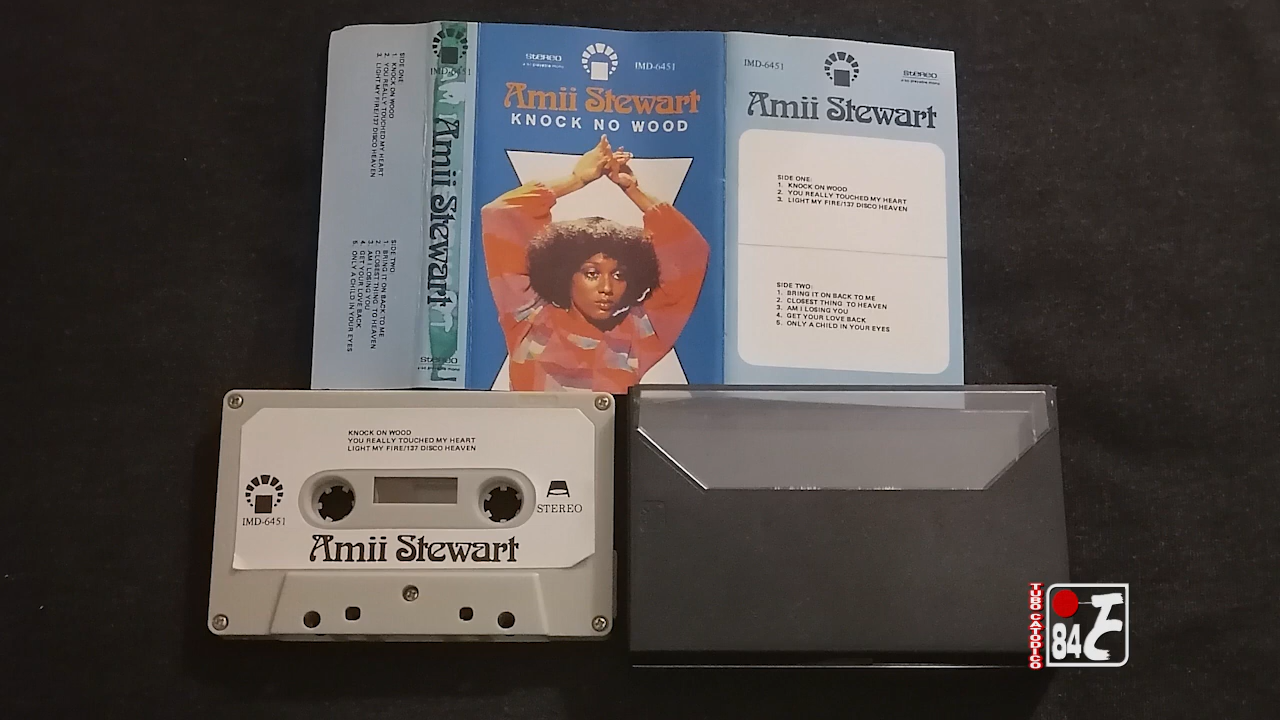 SIDE ONE
1. KNOCK ON WOOD
2. YOU REALLY TOUCHED MY HEART
3. LIGHT MY FIRE/137 DISCO HEAVEN
SIDE TWO
1. BRING IT ON BACK TO ME
2. CLOSEST THING TO HEAVEN
3. AM I LOSING YOU
4. GET YOUR LOVE BACK
5. ONLY A CHILD IN YOUR EYES
IMD-6451
Amii Stewart
STEREO
STEREO
IMD-6451
Amii Stewart
KNOCK NO WOOD
IMD-6451
STEREO
Amii Stewart
SIDE ONE:
1. KNOCK ON WOOD
2. YOU REALLY TOUCHED MY HEART
3. LIGHT MY FIRE/137 DISCO HEAVEN
SIDE TWO:
1. BRING IT ON BACK TO ME
2. CLOSEST THING TO HEAVEN
3. AM I LOSING YOU
4. GET YOUR LOVE BACK
5. ONLY A CHILD IN YOUR EYES
KNOCK ON WOOD
YOU REALLY TOUCHED MY HEART
LIGHT MY FIRE/137 DISCO HEAVEN
IMD-6451
STEREO
Amii Stewart
TUBO CATODICO
84